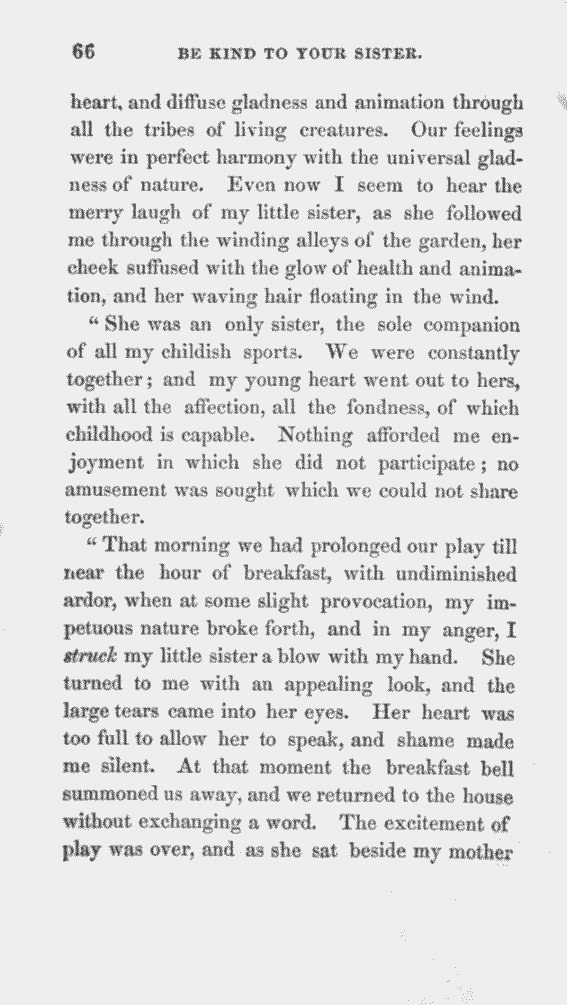 66 BE KIND TO YOUR SISTER.
heart, and diffuse gladness and animation through
all the tribes of living creatures. Our feelings
were in perfect harmony with the universal glad-
ness of nature. Even now I seem to hear the
merry laugh of my little sister, as she followed
me through the winding alleys of the garden, her
cheek suffused with the glow of health and anima-
tion, and her waving hair floating in the wind.
“ She was an only sister, the sole companion
of all my childish sports. We were constantly
together; and my young heart went out to hers,
with all the affection, all the fondness, of which
childhood is capable. Nothing afforded me en-
joyment in which she did not participate; no
amusement was sought which we could not share
together.
“ That morning we had prolonged our play till
near the hour of breakfast, with undiminished
ardor, when at some slight provocation, my im-
petuous nature broke forth, and in my anger, I
struck my little sister a blow with my hand. She
turned to me with an appealing look, and the
large tears came into her eyes. Her heart was
too full to allow her to speak, and shame made
me silent. At that moment the breakfast bell
summoned us away, and we returned to the house
without exchanging a word. The excitement of
play was over, and as she sat beside my mother